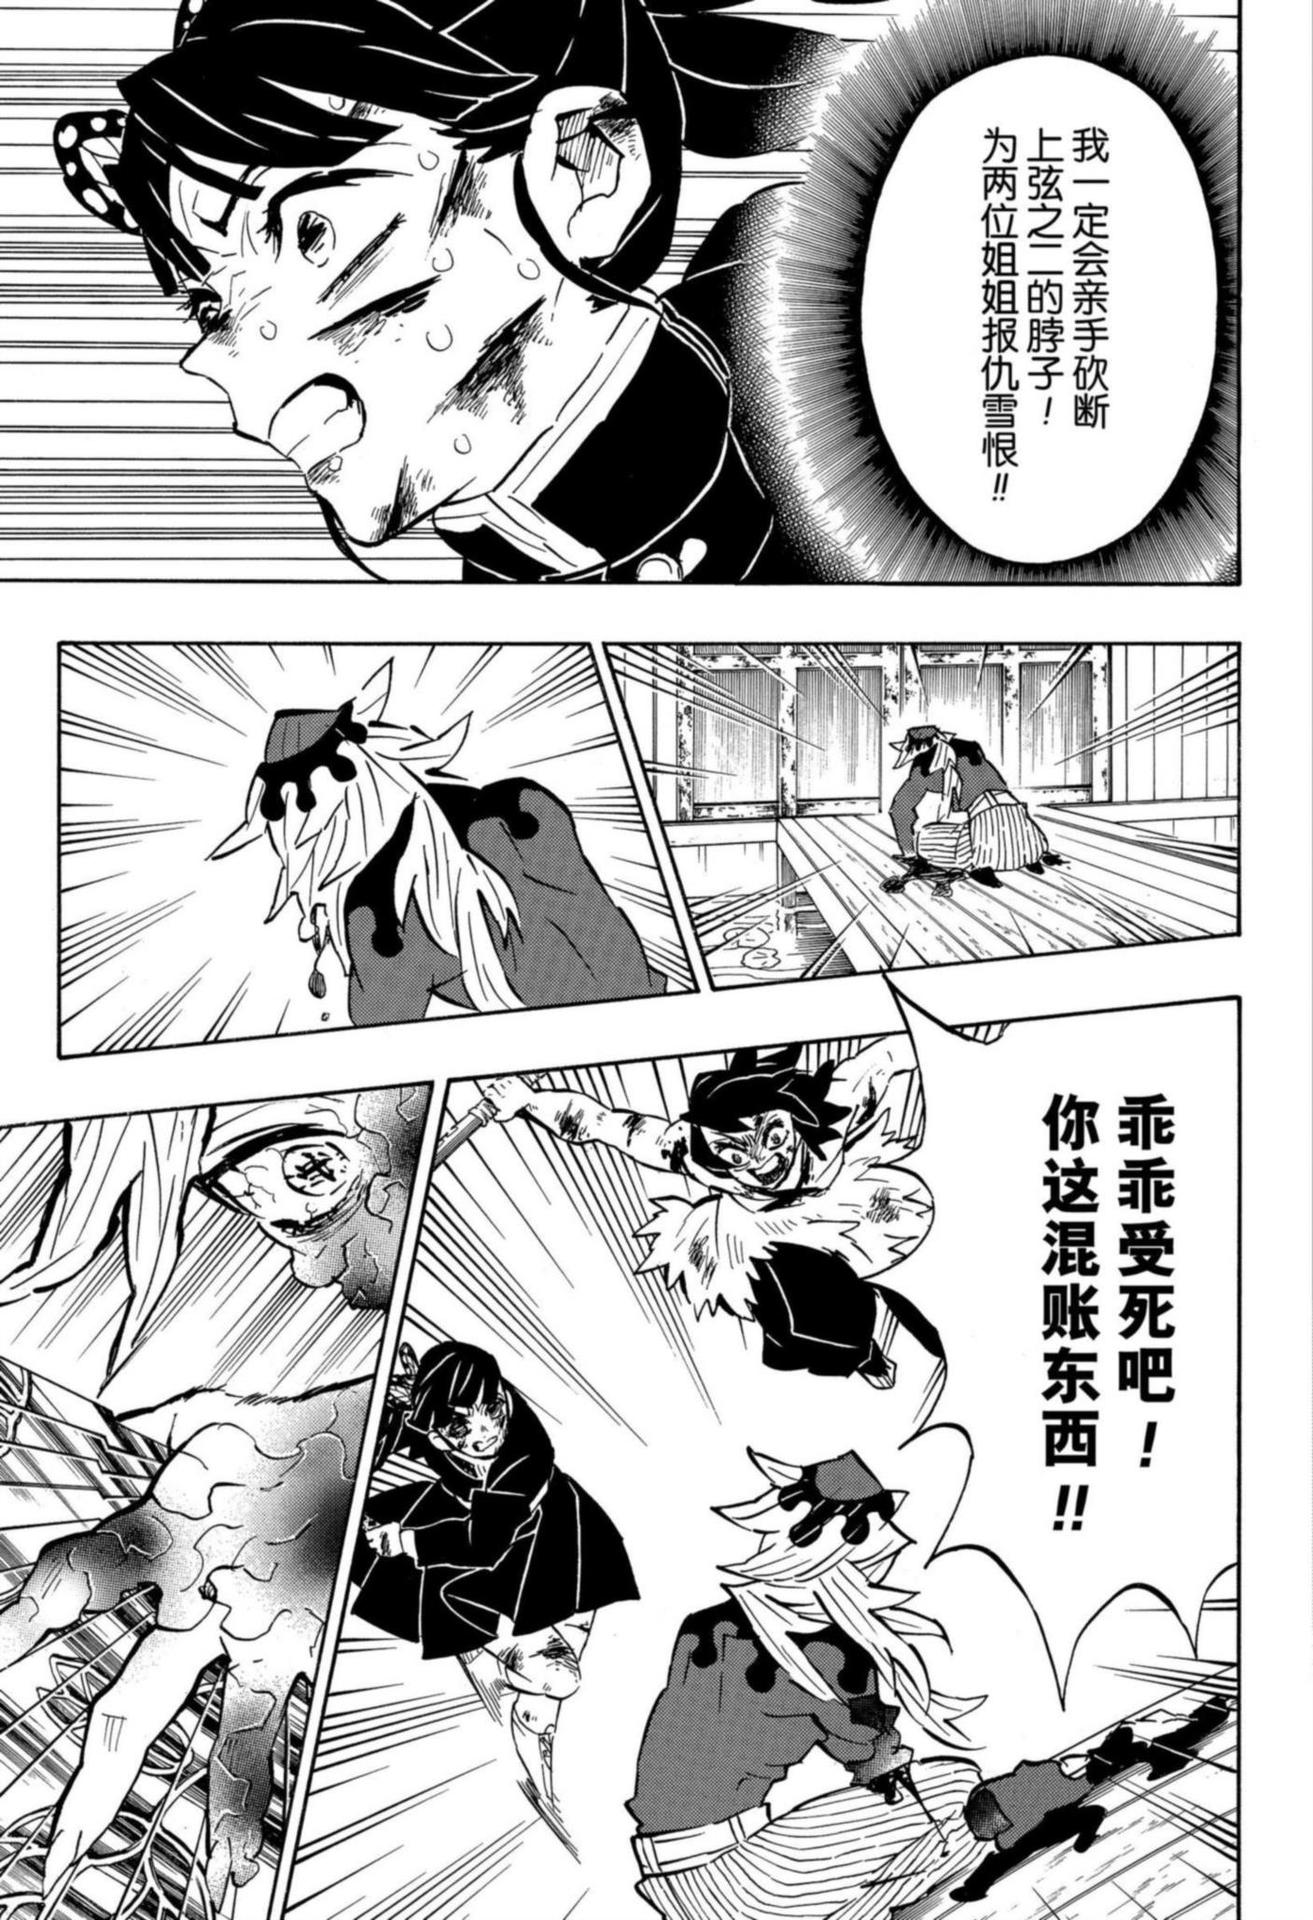 我一定会亲手砍断
上弦之二的脖子！
为两位姐姐报仇雪恨!!
乖乖受死吧！
你这混账东西!!